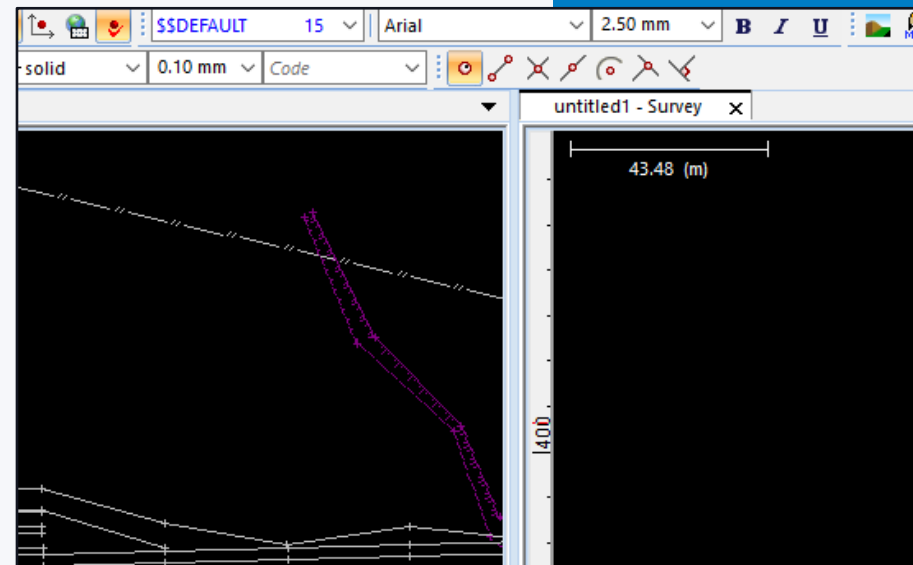 $$DEFAULT 15 Arial 2.50 mm B I U
solid 0.10 mm Code
untitled1 - Survey x
43.48 (m)
400